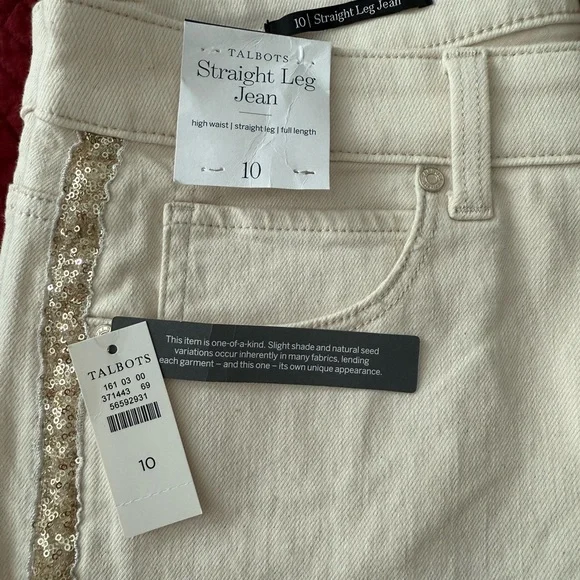 10 | Straight Leg Jean
TALBOTS
Straight Leg
Jean
high waist | straight leg | full length
10
This item is one-of-a-kind. Slight shade and natural seed
variations occur inherently in many fabrics, lending
each garment – and this one – its own unique appearance.
TALBOTS
161 03 00
371443 69
56592931
10